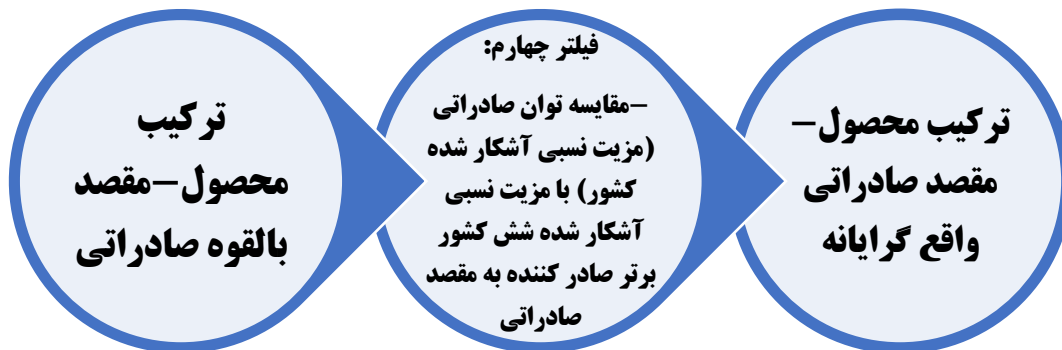 ترکیب
محصول–مقصد
بالقوه صادراتی
فیلتر چهارم:
–مقایسه توان صادراتی
(مزیت نسبی آشکار شده
کشور) با مزیت نسبی
آشکار شده شش کشور
برتر صادر کننده به مقصد
صادراتی
ترکیب محصول–
مقصد صادراتی
واقع گرایانه